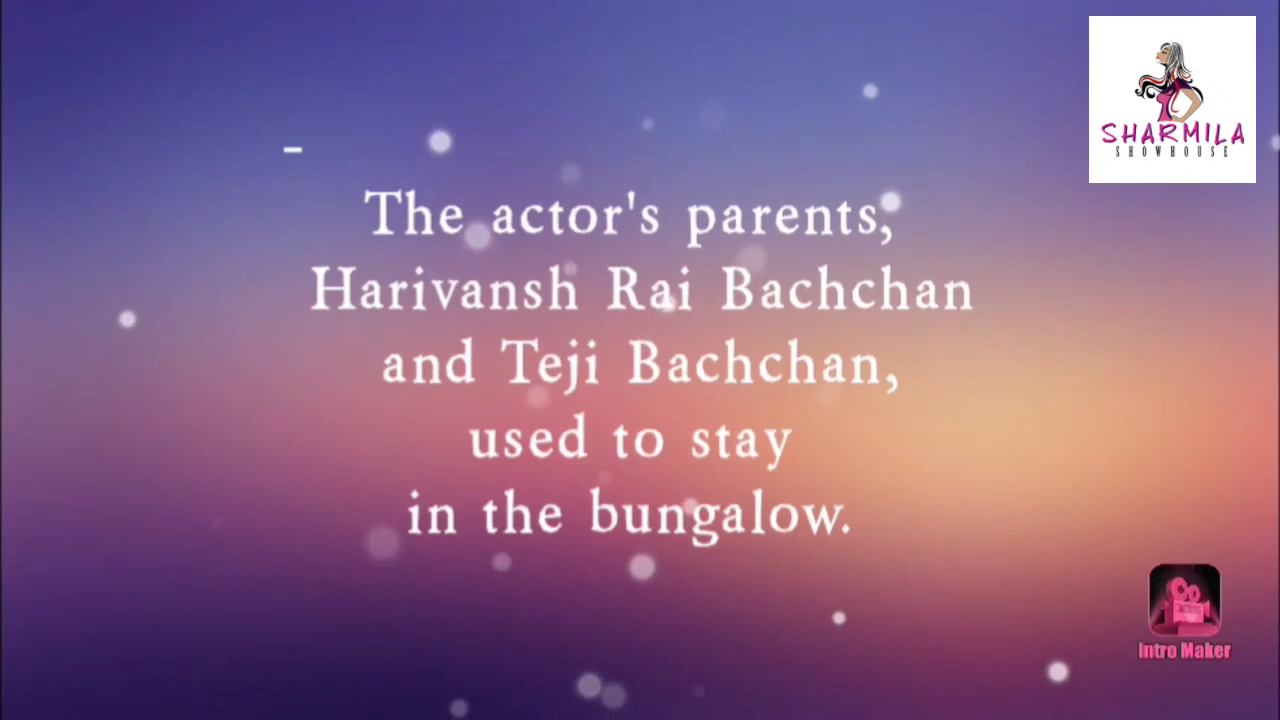 SHARMILA
SHOWHOUSE
-
The actor's parents,
Harivansh Rai Bachchan
and Teji Bachchan,
used to stay
in the bungalow.
Intro Maker